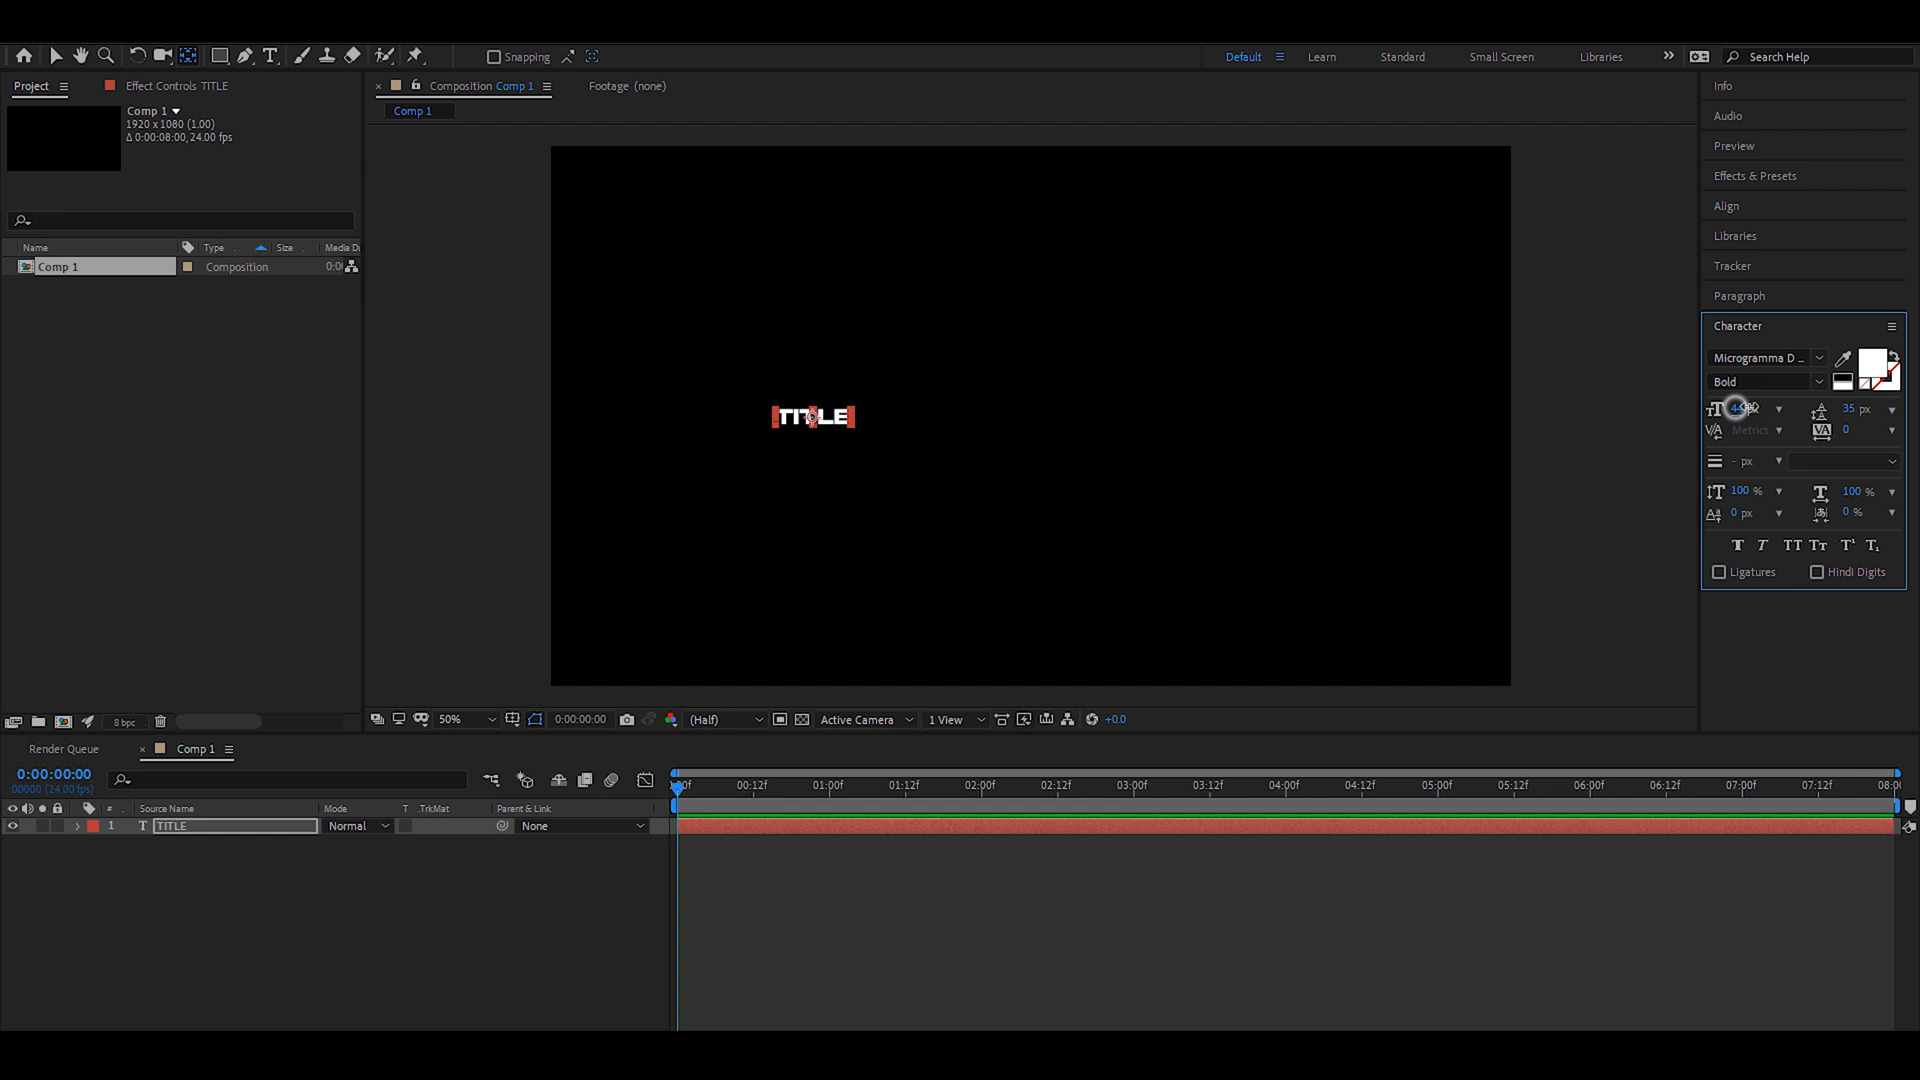 Snapping
Default
Learn
Standard
Small Screen
Libraries
Search Help
Project
Effect Controls TITLE
Composition Comp 1
Footage (none)
Comp 1
Comp 1
1920 x 1080 (1.00)
Δ 0:00:08:00, 24.00 fps
Name
Type
Size
Media D
Comp 1
Composition
0:0
TITLE
Info
Audio
Preview
Effects & Presets
Align
Libraries
Tracker
Paragraph
Character
Microgramma D ...
Bold
35 px
Metrics
0
- px
100 %
100 %
0 px
0 %
Ligatures
Hindi Digits
8 bpc
50%
0:00:00:00
(Half)
Active Camera
1 View
+0.0
Render Queue
Comp 1
0:00:00:00
00000 (24.00 fps)
00f
00:12f
01:00f
01:12f
02:00f
02:12f
03:00f
03:12f
04:00f
04:12f
05:00f
05:12f
06:00f
06:12f
07:00f
07:12f
08:00
#
Source Name
Mode
T
.TrkMat
Parent & Link
1
T
TITLE
Normal
None